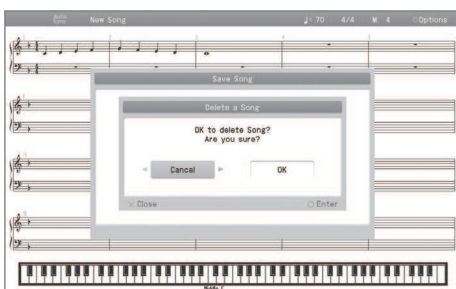 New Song ♩= 70 4/4 M 4 Options
Save Song
Delete a Song
OK to delete Song?
Are you sure?
Cancel OK
× Close □ Enter
Middle C